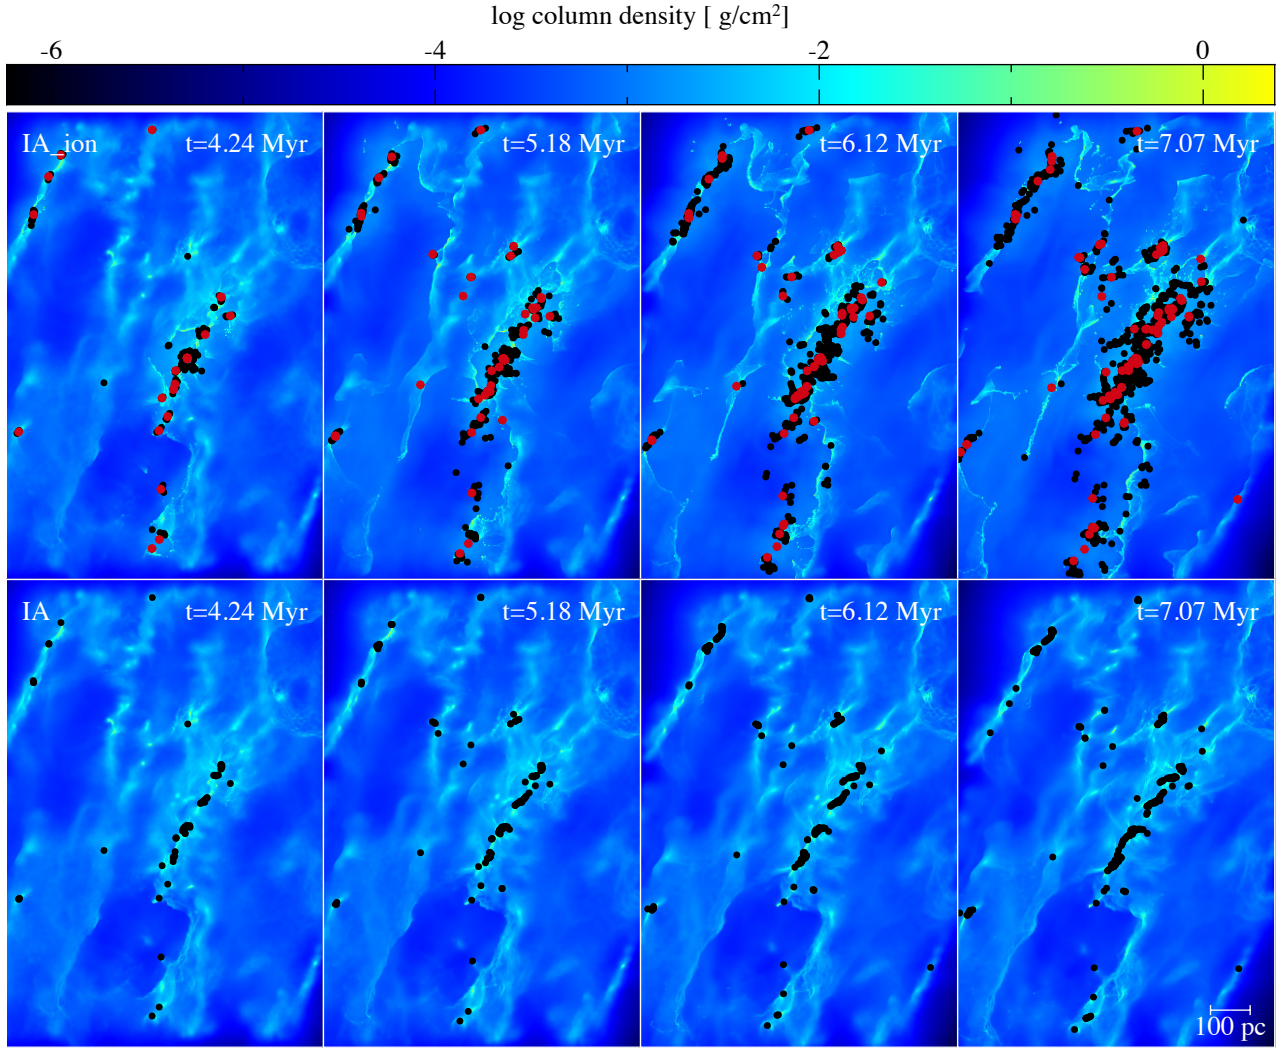 log column density [ g/cm²]
-6 -4 -2 0
IA_ion t=4.24 Myr t=5.18 Myr t=6.12 Myr t=7.07 Myr
IA t=4.24 Myr t=5.18 Myr t=6.12 Myr t=7.07 Myr
100 pc